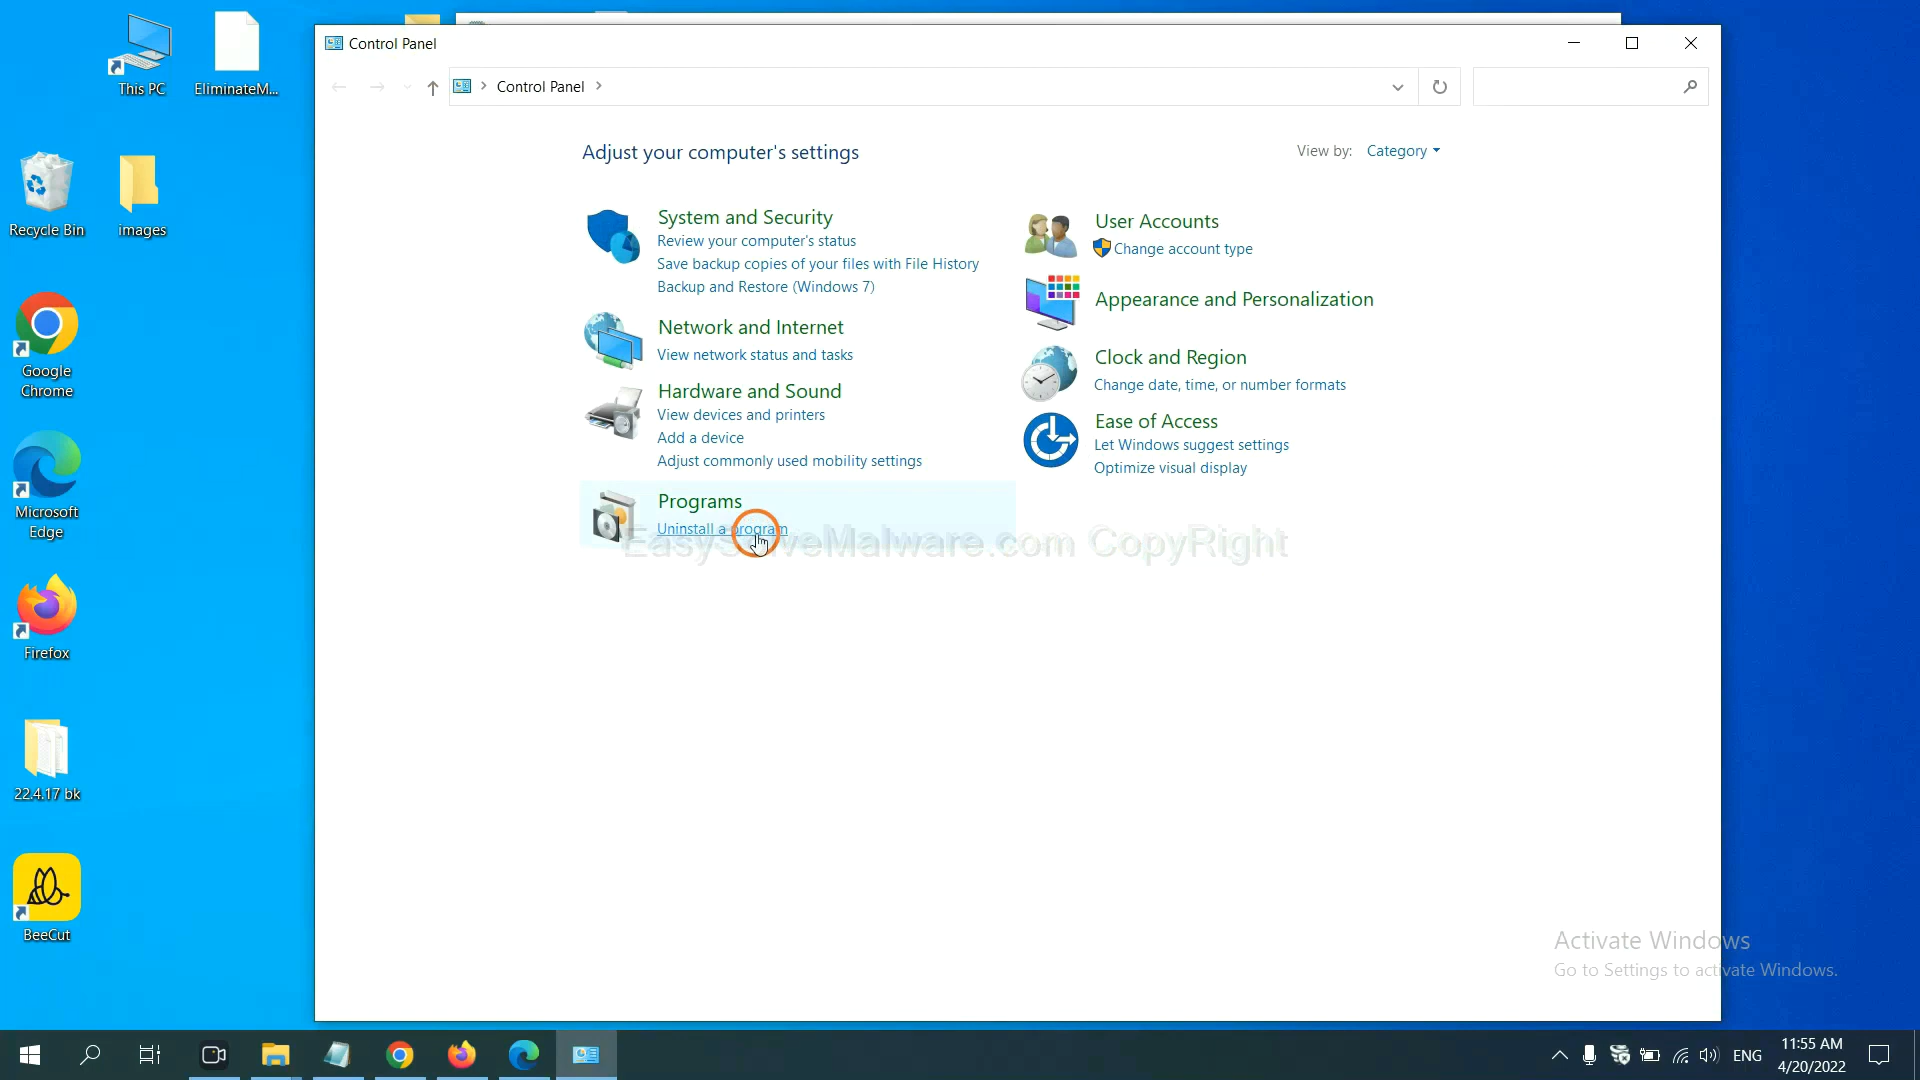 This PC
EliminateM...
Recycle Bin
images
Google
Chrome
Microsoft
Edge
Firefox
22.4.17 bk
BeeCut
Control Panel
Control Panel
Adjust your computer's settings
View by: Category
System and Security
Review your computer's status
Save backup copies of your files with File History
Backup and Restore (Windows 7)
Network and Internet
View network status and tasks
Hardware and Sound
View devices and printers
Add a device
Adjust commonly used mobility settings
Programs
Uninstall a program
User Accounts
Change account type
Appearance and Personalization
Clock and Region
Change date, time, or number formats
Ease of Access
Let Windows suggest settings
Optimize visual display
EasySolveMalware.com CopyRight
Activate Windows
Go to Settings to activate Windows.
ENG
11:55 AM
4/20/2022